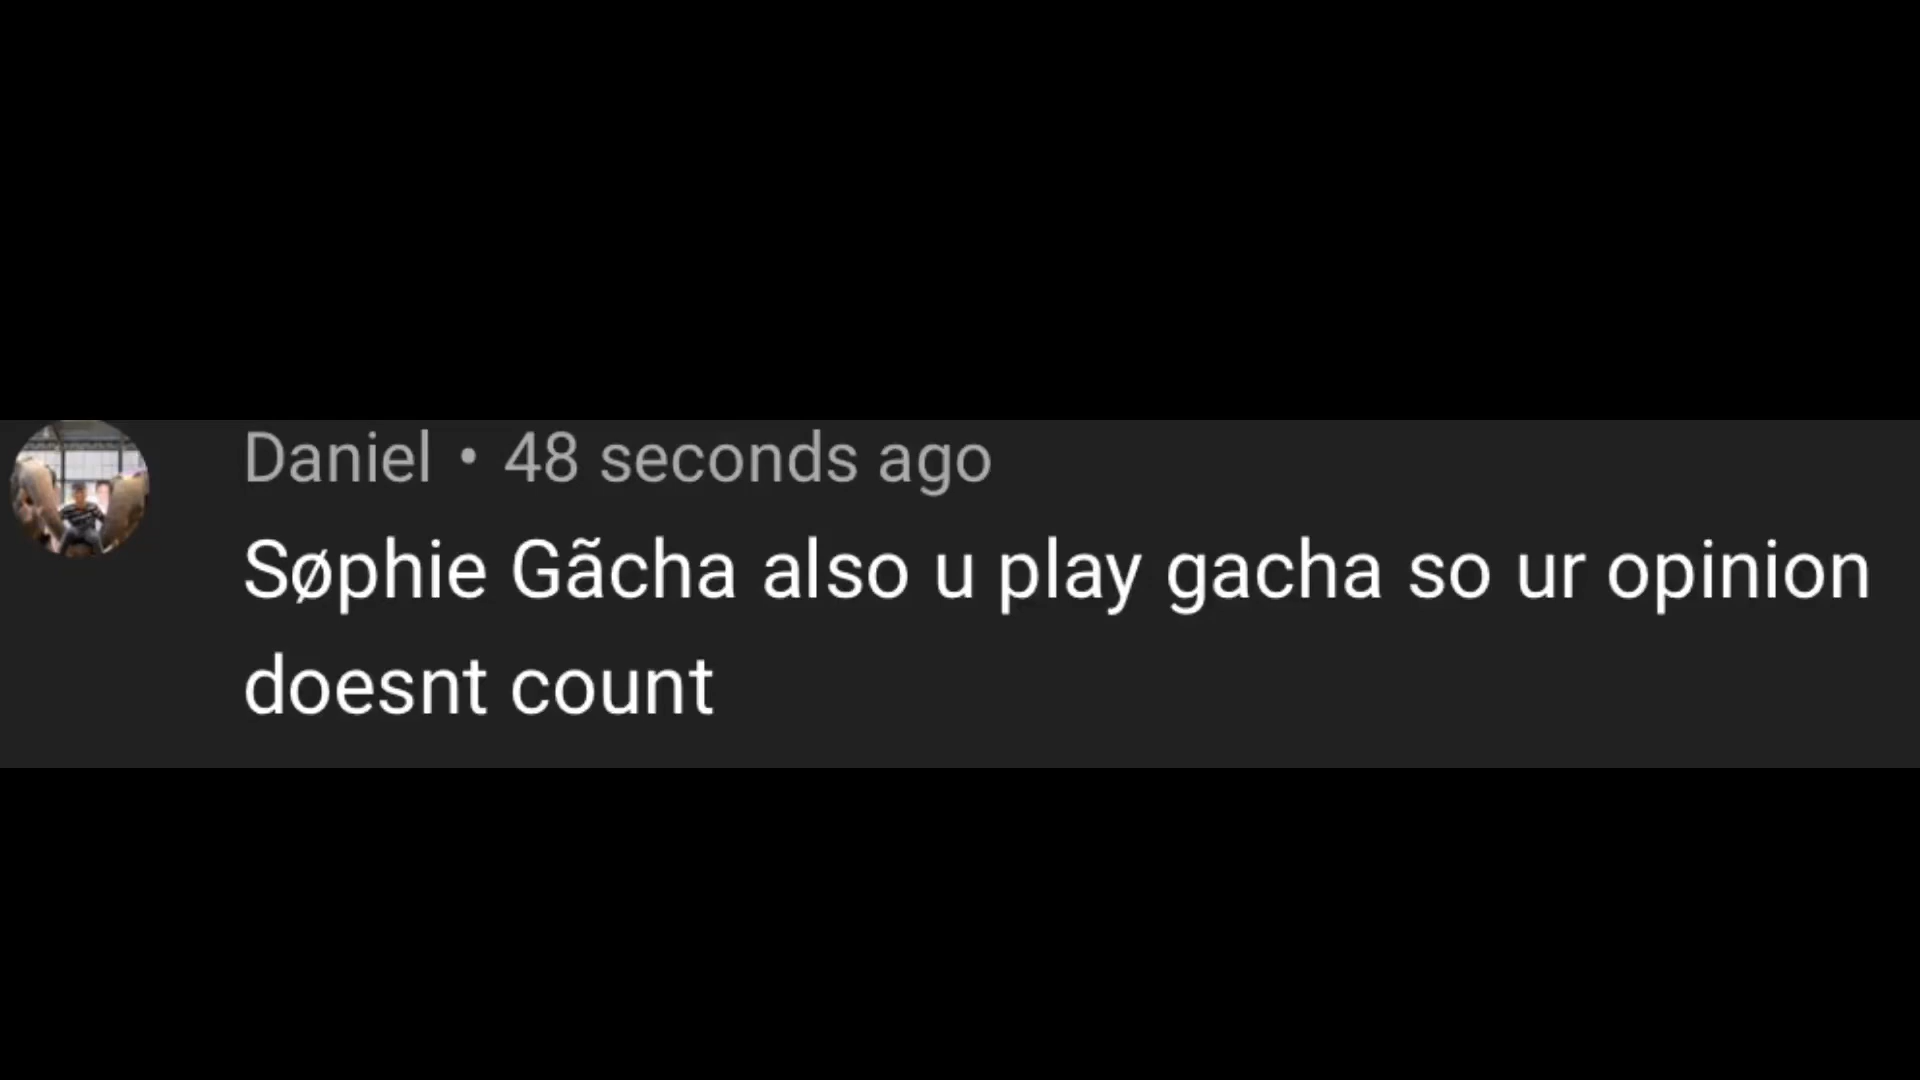 Daniel • 48 seconds ago
Søphie Gãcha also u play gacha so ur opinion
doesnt count